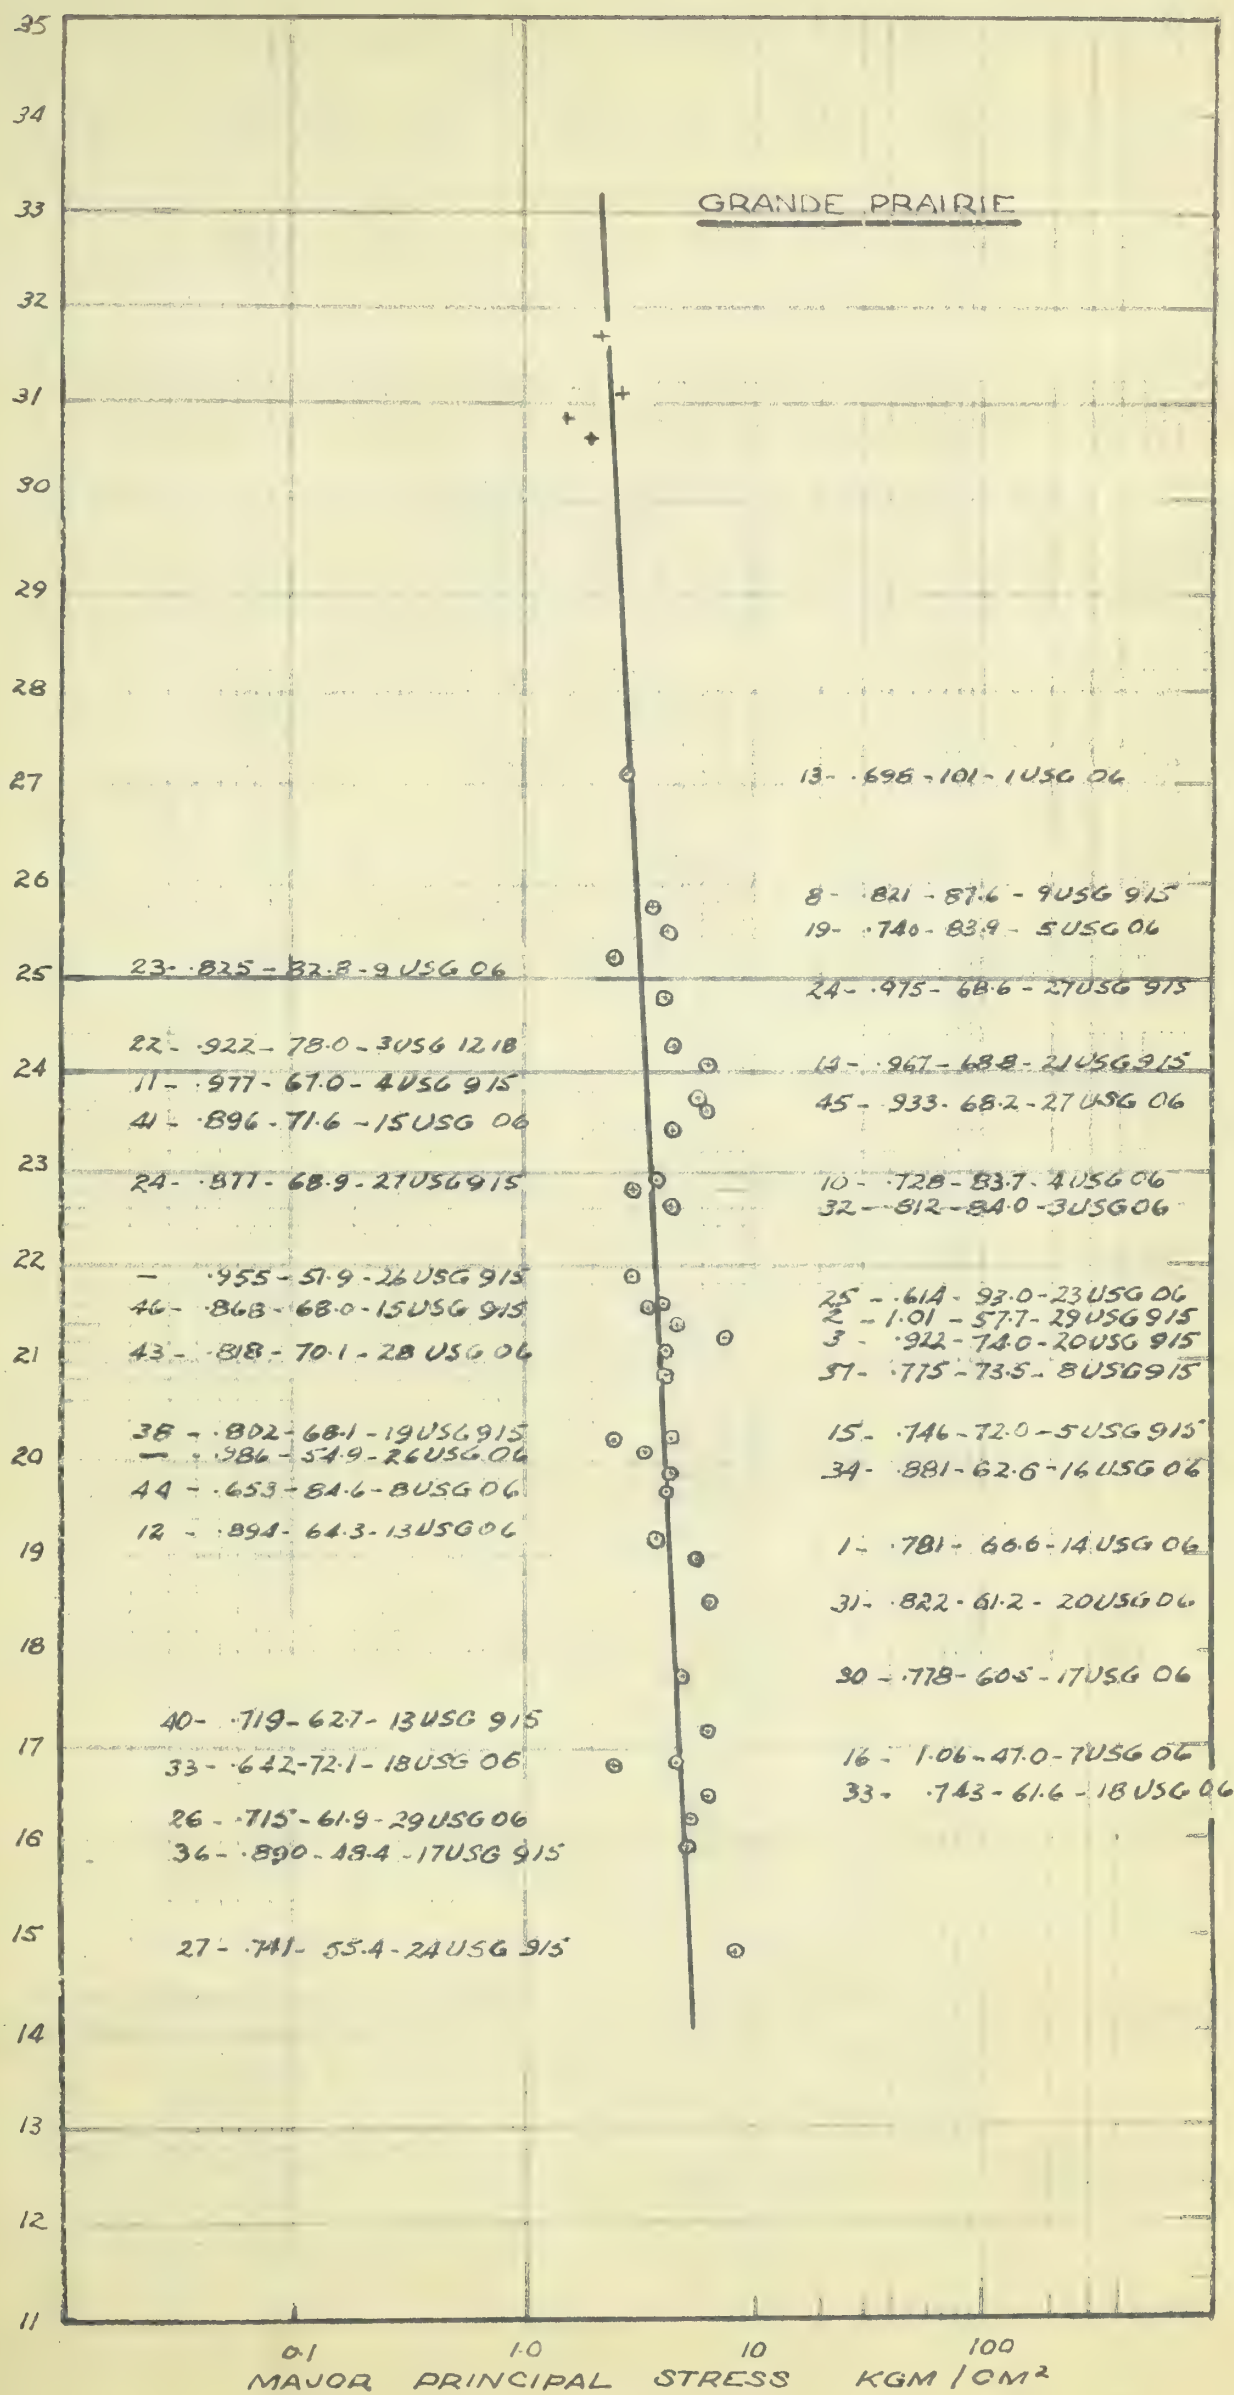 35
34
GRANDE PRAIRIE
33
32
31
30
29
28
27
13- .698-101-1USG 06
26
8- .821-87.6-9USG 915
19- .740-83.9-5USG 06
23- .825-82.8-9USG 06
25
24- .975-68.6-27USG 915
22- .922-78.0-3USG 1218
24
13- .967-68.8-21USG 915
11- .977-67.0-4USG 915
45- .933-68.2-27USG 06
41- .896-71.6-15USG 06
23
24- .877-68.9-27USG 915
10- .728-83.7-4USG 06
32- .812-84.0-3USG 06
22
— .955-51.9-26USG 915
46- .868-68.0-15USG 915
25- .614-93.0-23USG 06
2- 1.01-57.7-29USG 915
3- .922-74.0-20USG 915
21
43- .818-70.1-28USG 06
37- .775-73.5-8USG 915
38- .802-68.1-19USG 915
15- .746-72.0-5USG 915
20
— .986-54.9-26USG 06
34- .881-62.6-16USG 06
44- .653-84.6-8USG 06
12- .894-64.3-13USG 06
19
1- .781-66.6-14USG 06
31- .822-61.2-20USG 06
18
30- .778-60.5-17USG 06
40- .719-62.7-13USG 915
17
33- .642-72.1-18USG 06
16- 1.06-47.0-7USG 06
33- .743-61.6-18USG 06
26- .715-61.9-29USG 06
16
36- .890-48.4-17USG 915
15
27- .741-55.4-24USG 915
14
13
12
11
0.1 1.0 10 100
MAJOR PRINCIPAL STRESS KGM/CM²